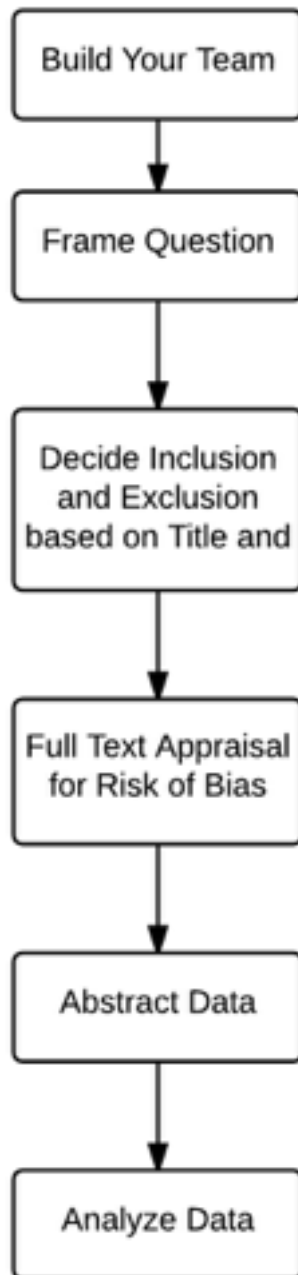 Build Your Team
Frame Question
Decide Inclusion
and Exclusion
based on Title and
Full Text Appraisal
for Risk of Bias
Abstract Data
Analyze Data